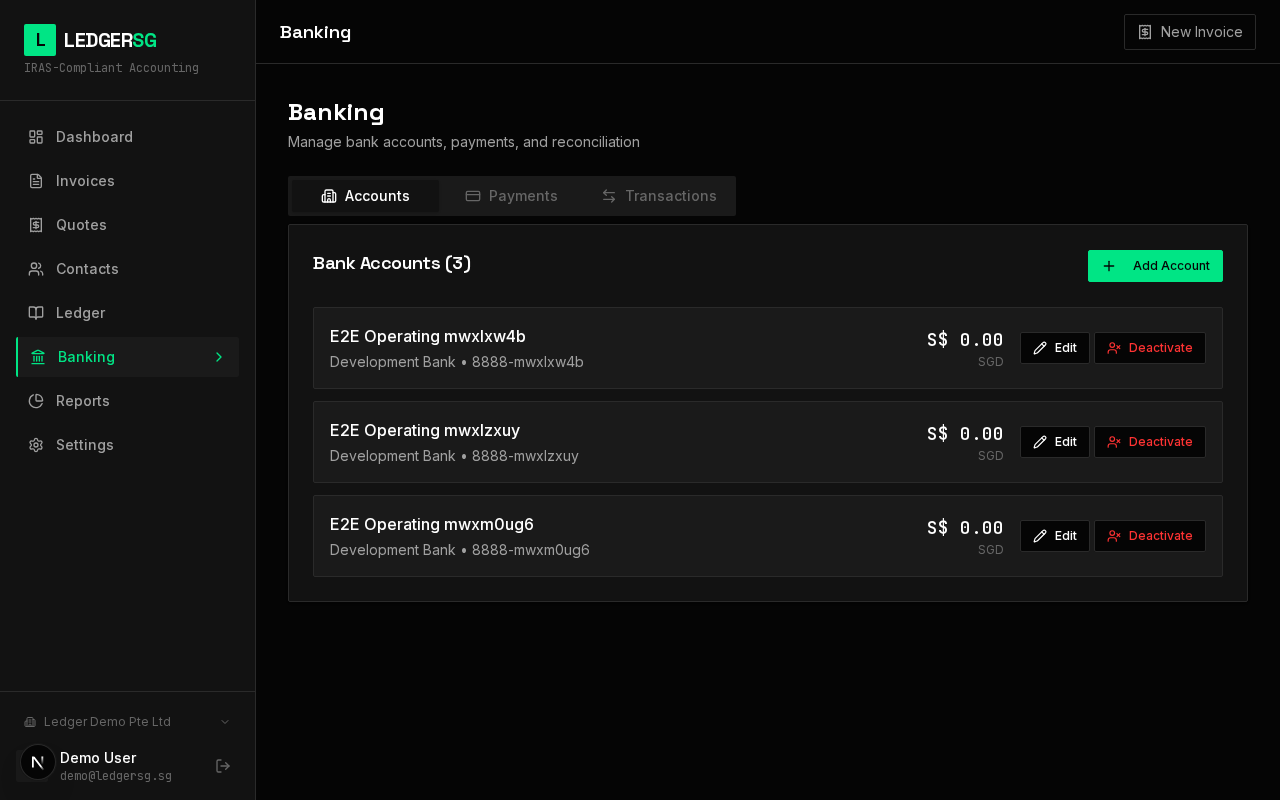 L LEDGERSG
IRAS-Compliant Accounting
Dashboard
Invoices
Quotes
Contacts
Ledger
Banking
Reports
Settings
Ledger Demo Pte Ltd
N
Demo User
demo@ledgersg.sg
Banking
New Invoice
Banking
Manage bank accounts, payments, and reconciliation
Accounts Payments Transactions
Bank Accounts (3)
Add Account
E2E Operating mwxlxw4b
Development Bank • 8888-mwxlxw4b
S$ 0.00
SGD
Edit Deactivate
E2E Operating mwxlzxuy
Development Bank • 8888-mwxlzxuy
S$ 0.00
SGD
Edit Deactivate
E2E Operating mwxm0ug6
Development Bank • 8888-mwxm0ug6
S$ 0.00
SGD
Edit Deactivate